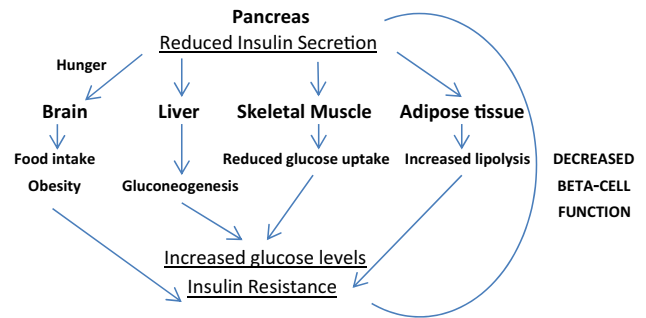 Pancreas
Reduced Insulin Secretion
Hunger
Brain
Liver
Skeletal Muscle
Adipose tissue
Food intake
Obesity
Gluconeogenesis
Reduced glucose uptake
Increased lipolysis
DECREASED
BETA-CELL
FUNCTION
Increased glucose levels
Insulin Resistance